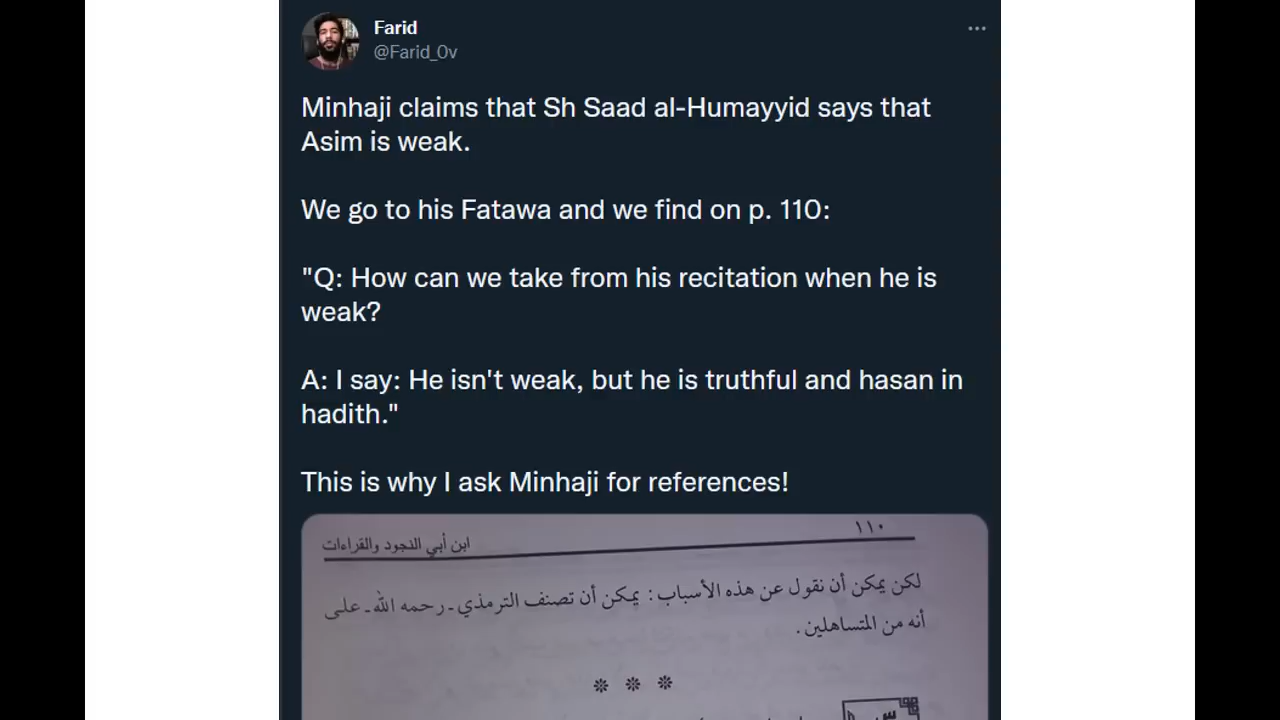 Farid
@Farid_0v
Minhaji claims that Sh Saad al-Humayyid says that
Asim is weak.
We go to his Fatawa and we find on p. 110:
"Q: How can we take from his recitation when he is
weak?
A: I say: He isn't weak, but he is truthful and hasan in
hadith."
This is why I ask Minhaji for references!
١١٠
ابن أبي النجود والقراءات
لكن يمكن أن نقول عن هذه الأسباب : يمكن أن تصنف الترمذي ـ رحمه الله ـ على
أنه من المتساهلين .
* * *
س